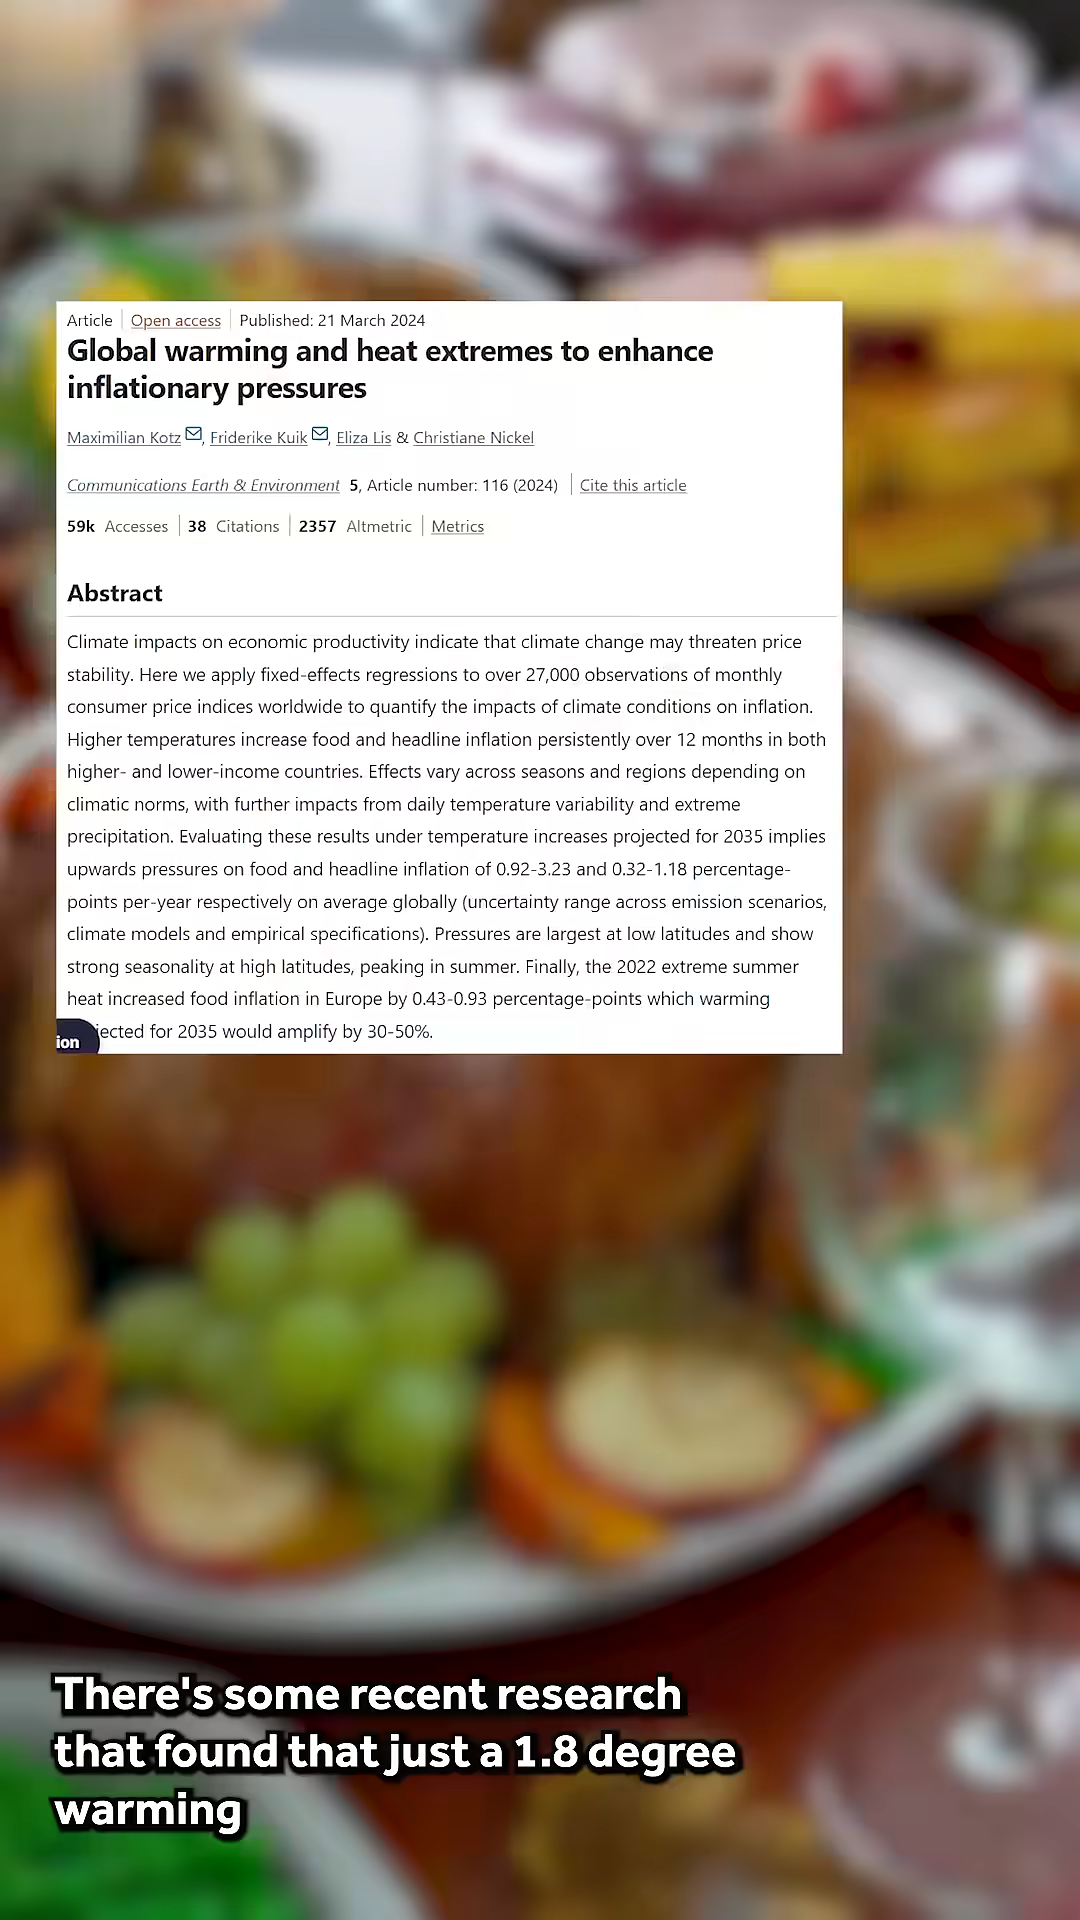 Article | Open access | Published: 21 March 2024
Global warming and heat extremes to enhance
inflationary pressures
Maximilian Kotz, Friderike Kuik, Eliza Lis & Christiane Nickel
Communications Earth & Environment 5, Article number: 116 (2024) | Cite this article
59k Accesses | 38 Citations | 2357 Altmetric | Metrics
Abstract
Climate impacts on economic productivity indicate that climate change may threaten price
stability. Here we apply fixed-effects regressions to over 27,000 observations of monthly
consumer price indices worldwide to quantify the impacts of climate conditions on inflation.
Higher temperatures increase food and headline inflation persistently over 12 months in both
higher- and lower-income countries. Effects vary across seasons and regions depending on
climatic norms, with further impacts from daily temperature variability and extreme
precipitation. Evaluating these results under temperature increases projected for 2035 implies
upwards pressures on food and headline inflation of 0.92-3.23 and 0.32-1.18 percentage-
points per-year respectively on average globally (uncertainty range across emission scenarios,
climate models and empirical specifications). Pressures are largest at low latitudes and show
strong seasonality at high latitudes, peaking in summer. Finally, the 2022 extreme summer
heat increased food inflation in Europe by 0.43-0.93 percentage-points which warming
ion jected for 2035 would amplify by 30-50%.
There's some recent research
that found that just a 1.8 degree
warming